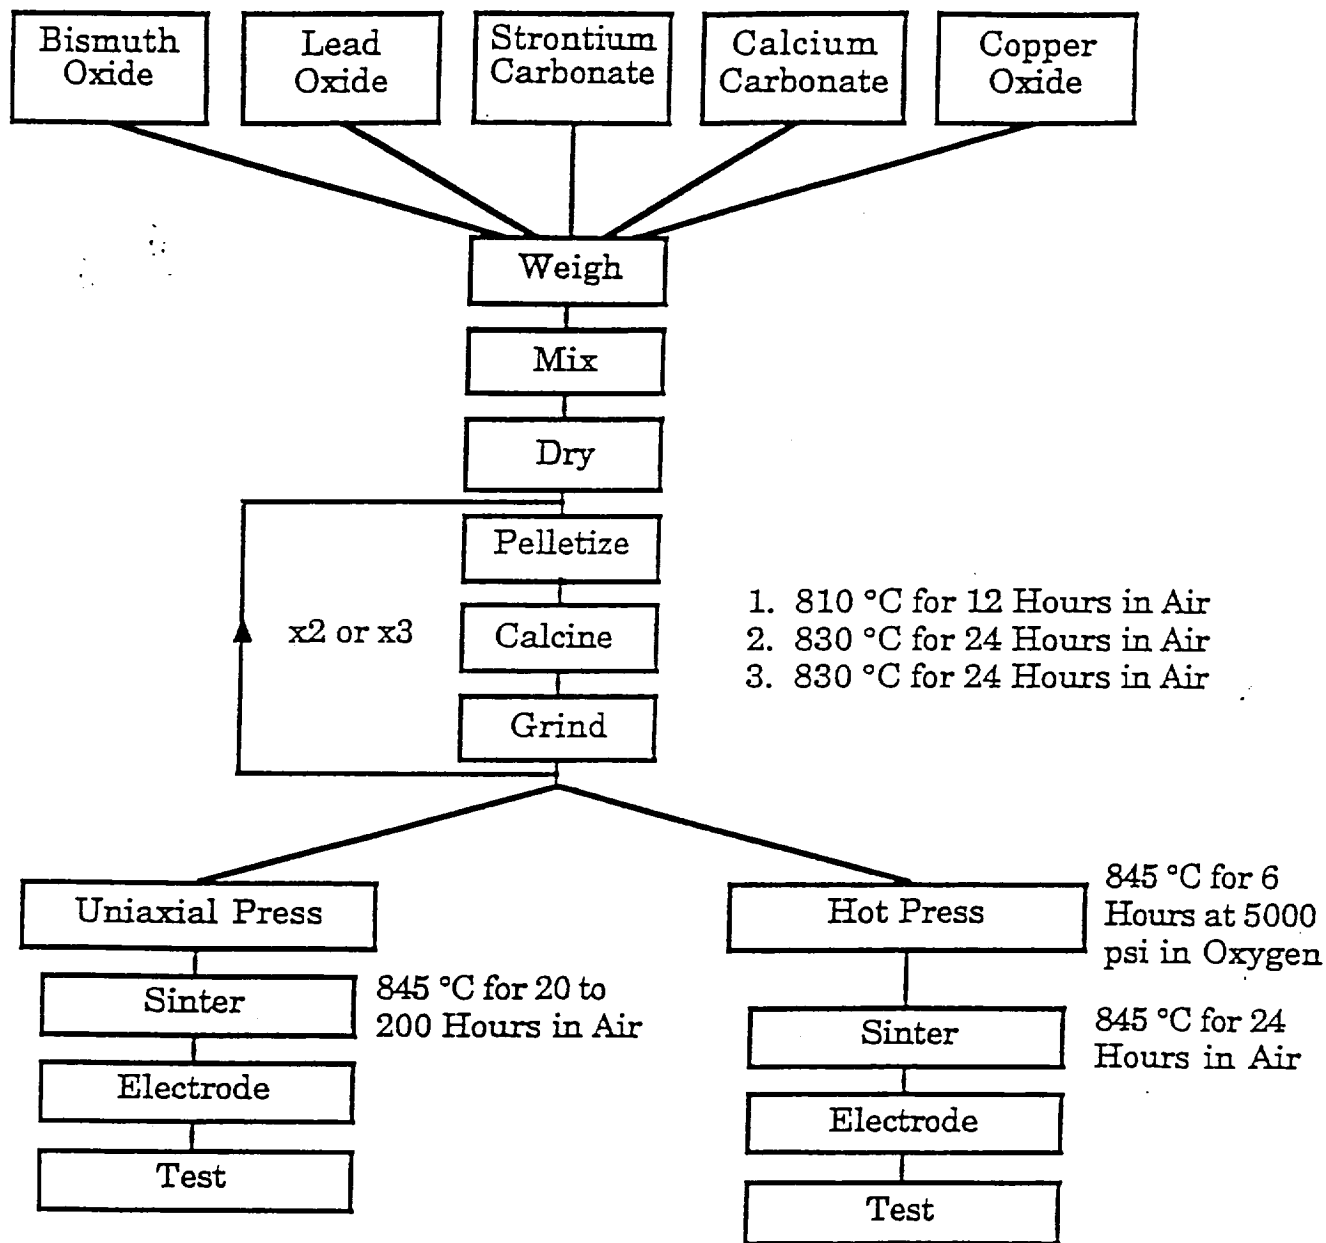 Bismuth
Oxide
Lead
Oxide
Strontium
Carbonate
Calcium
Carbonate
Copper
Oxide
Weigh
Mix
Dry
Pelletize
x2 or x3
Calcine
1. 810 °C for 12 Hours in Air
2. 830 °C for 24 Hours in Air
3. 830 °C for 24 Hours in Air
Grind
Uniaxial Press
Sinter
845 °C for 20 to
200 Hours in Air
Electrode
Test
Hot Press
845 °C for 6
Hours at 5000
psi in Oxygen
Sinter
845 °C for 24
Hours in Air
Electrode
Test